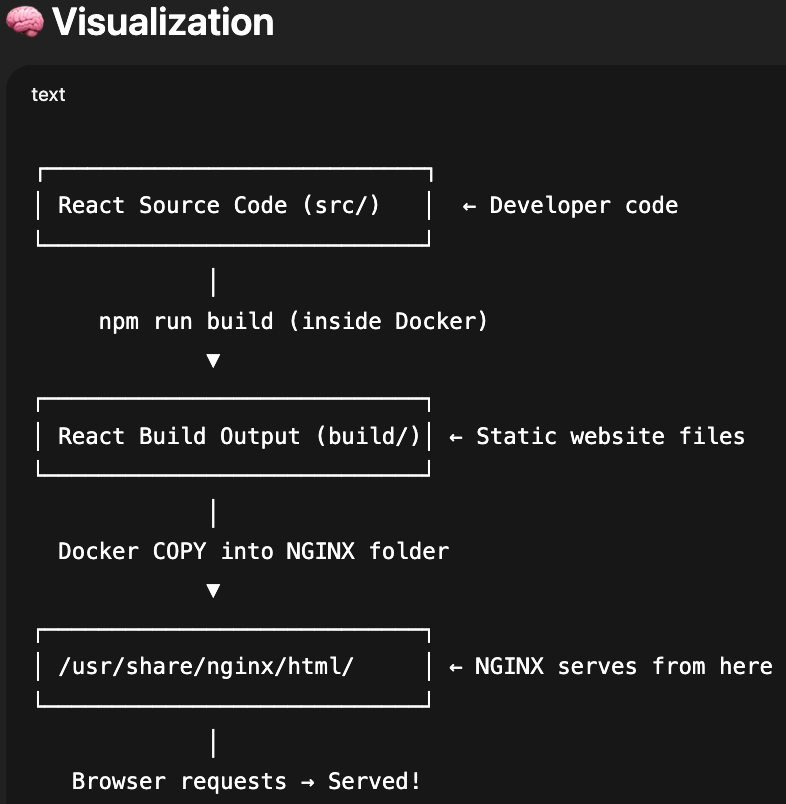 🧠 Visualization
text
React Source Code (src/) ← Developer code
npm run build (inside Docker)
▼
React Build Output (build/) ← Static website files
Docker COPY into NGINX folder
▼
/usr/share/nginx/html/ ← NGINX serves from here
Browser requests → Served!